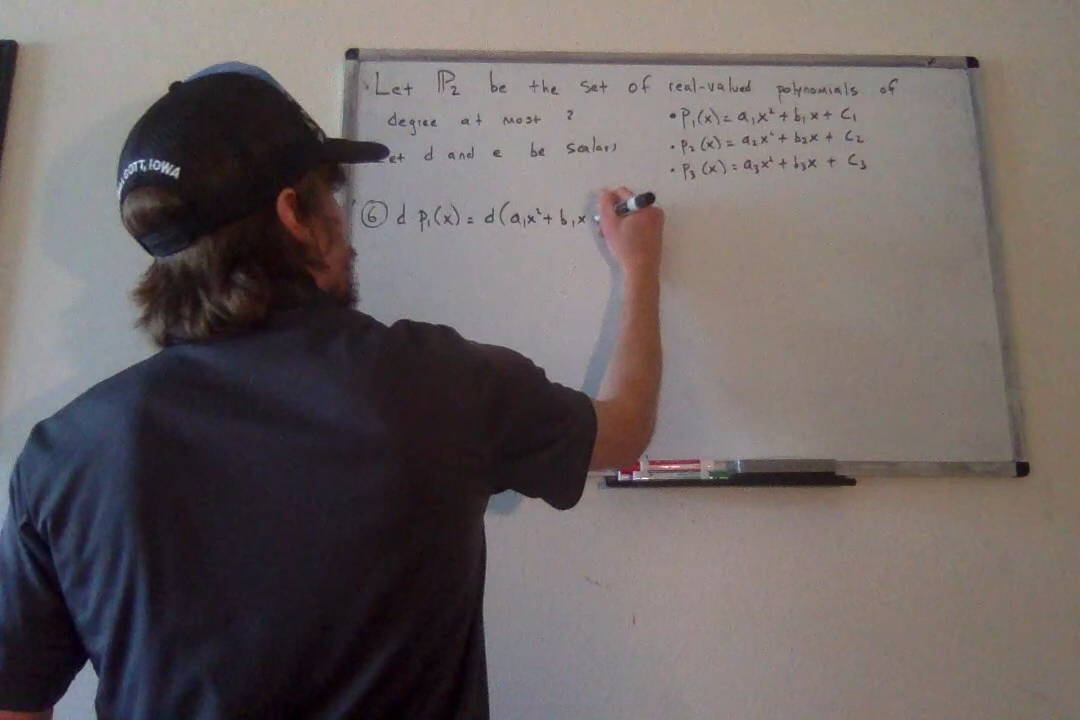 Let ℙ₂ be the set of real-valued polynomials of
degree at most 2
et d and e be scalars
• P₁(x) = a₁x² + b₁x + C₁
• P₂(x) = a₂x² + b₂x + C₂
• P₃(x) = a₃x² + b₃x + C₃
⑥ d P₁(x) = d(a₁x² + b₁x
OTT, IOWA